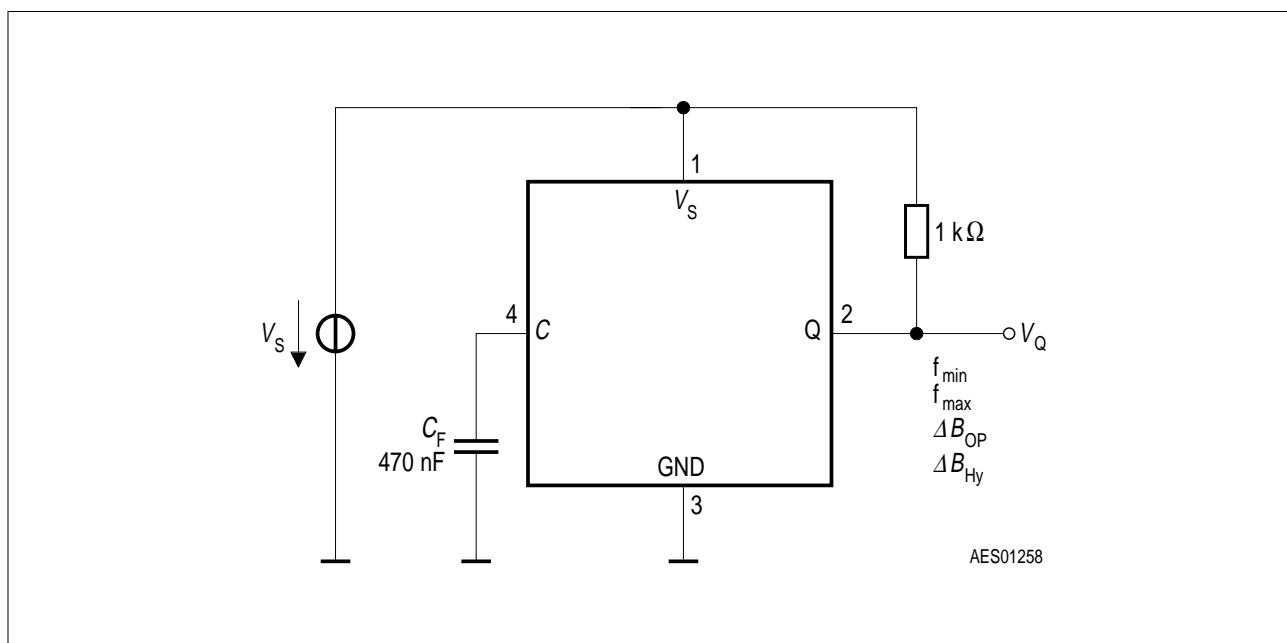 1
V_S
1 kΩ
4
C
Q
2
V_Q
V_S
f_min
f_max
ΔB_OP
ΔB_Hy
C_F
470 nF
GND
3
AES01258